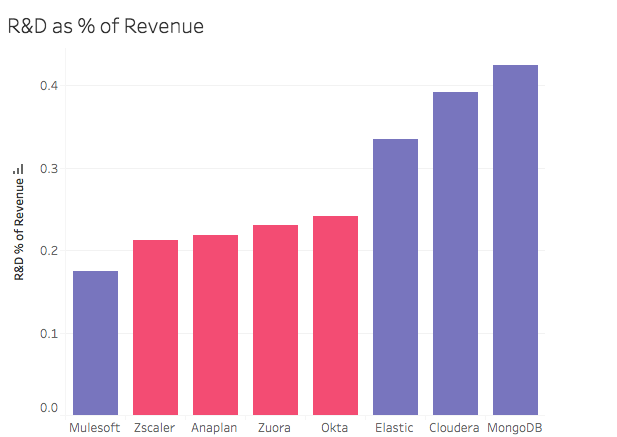 R&D as % of Revenue
R&D % of Revenue
0.4
0.3
0.2
0.1
0.0
Mulesoft Zscaler Anaplan Zuora Okta Elastic Cloudera MongoDB